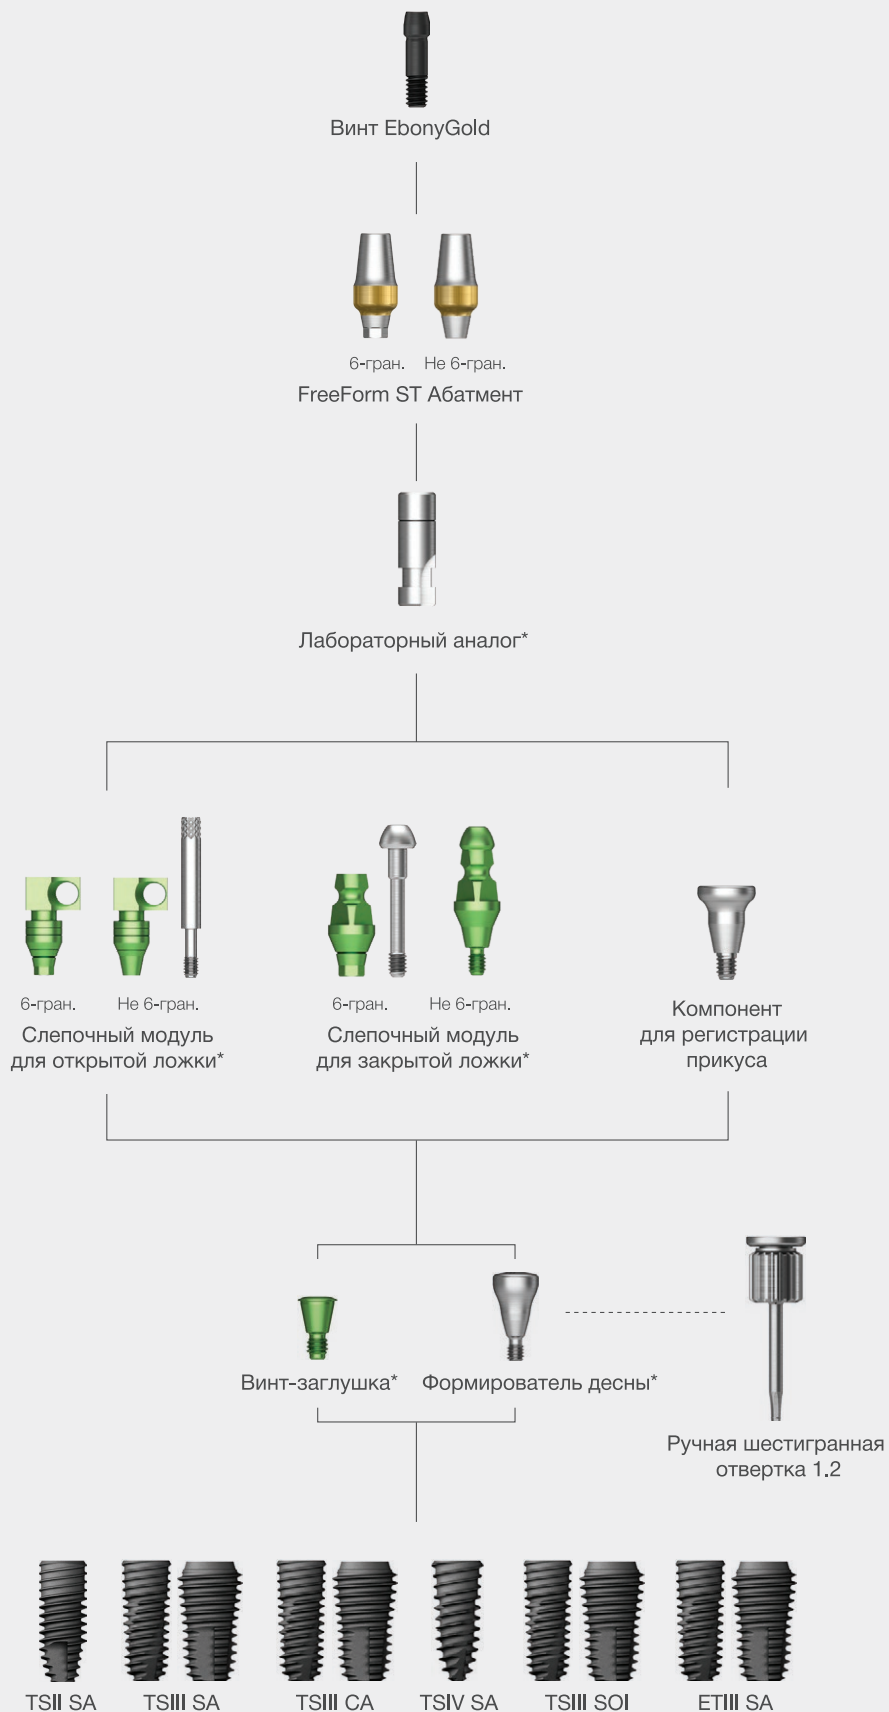 Винт EbonyGold
6-гран. Не 6-гран.
FreeForm ST Абатмент
Лабораторный аналог*
6-гран. Не 6-гран.
Слепочный модуль
для открытой ложки*
6-гран. Не 6-гран.
Слепочный модуль
для закрытой ложки*
Компонент
для регистрации
прикуса
Винт-заглушка*
Формирователь десны*
Ручная шестигранная
отвертка 1.2
TSII SA
TSIII SA
TSIII CA
TSIV SA
TSIII SOI
ETIII SA